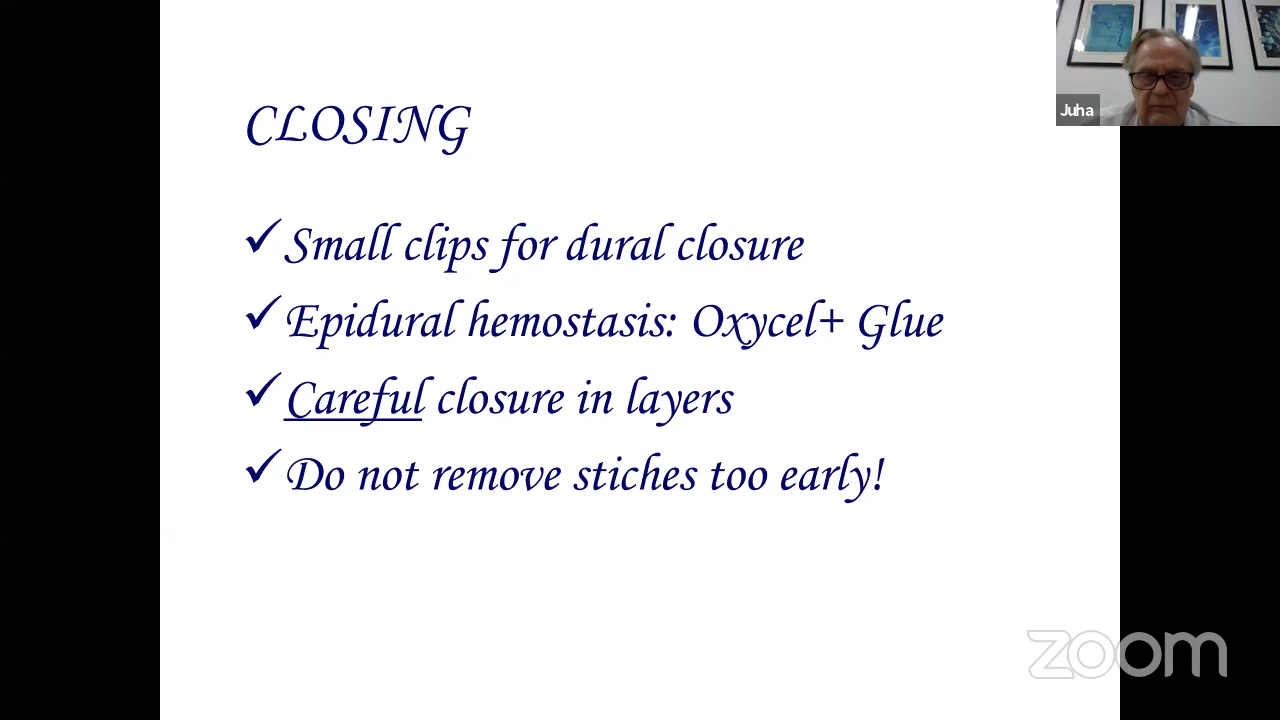 CLOSING
Small clips for dural closure
Epidural hemostasis: Oxycel+ Glue
Careful closure in layers
Do not remove stiches too early!
Juha
zoom